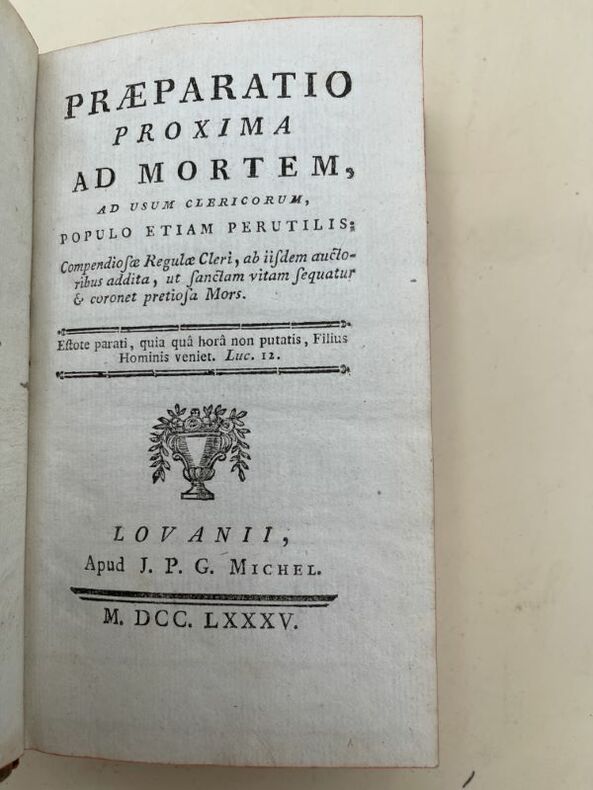 PRÆPARATIO
PROXIMA
AD MORTEM,
AD USUM CLERICORUM,
POPULO ETIAM PERUTILIS;
Compendioſæ Regulæ Cleri, ab iiſdem aucto-
ribus addita, ut ſanctam vitam ſequatur
& coronet pretioſa Mors.
Eſtote parati, quia quâ horâ non putatis, Filius
Hominis veniet. Luc. 12.
LOVANII,
Apud J. P. G. MICHEL.
M. DCC. LXXXV.